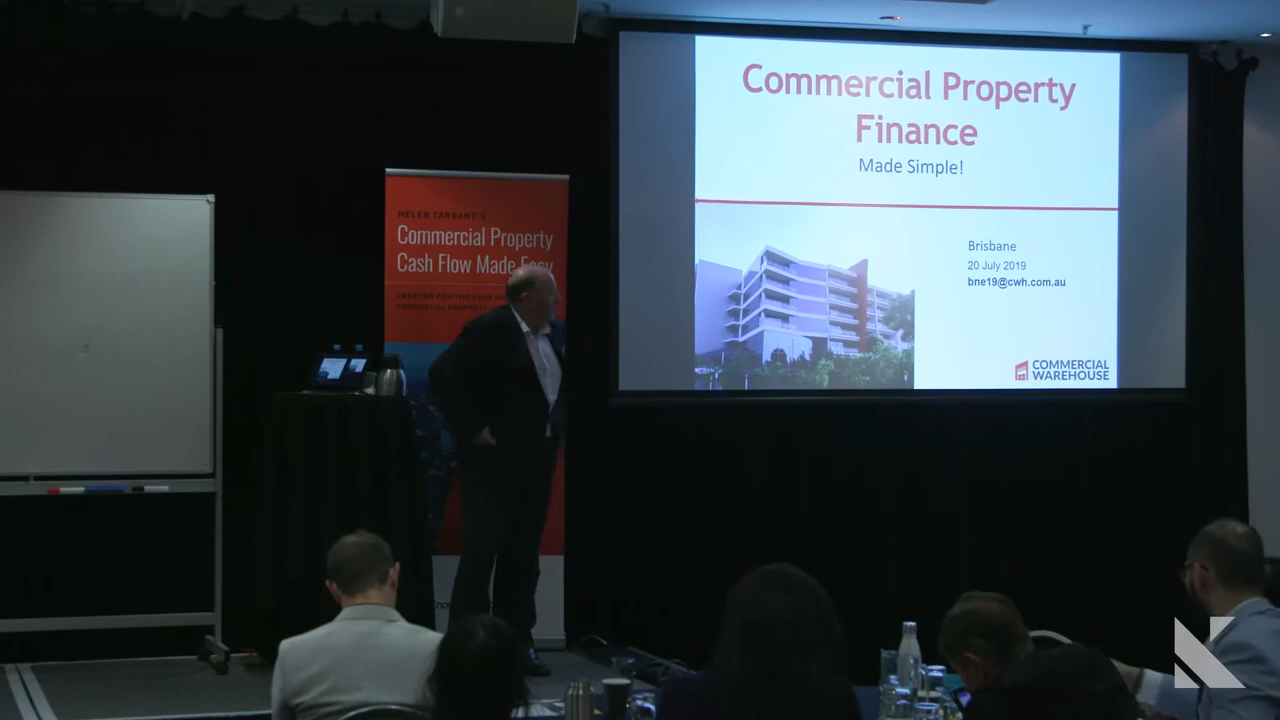 Commercial Property
Finance
Made Simple!
Brisbane
20 July 2019
bne19@cwh.com.au
COMMERCIAL
WAREHOUSE
HELEN TARRANT'S
Commercial Property
Cash Flow Made Easy